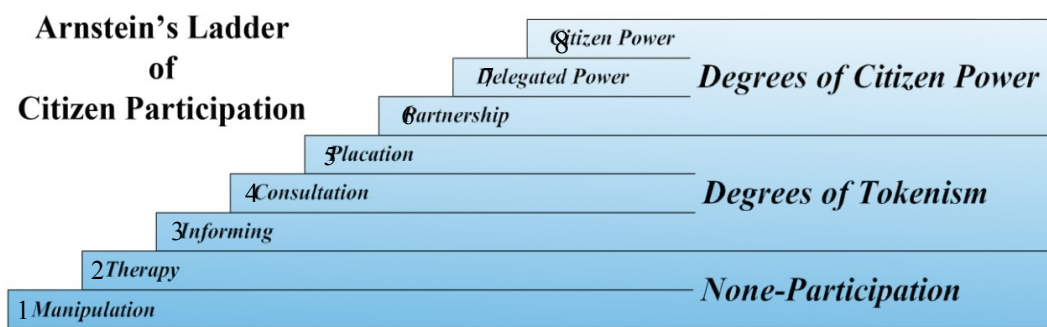 Arnstein's Ladder
of
Citizen Participation
8 Citizen Power
7 Delegated Power
Degrees of Citizen Power
6 Partnership
5 Placation
4 Consultation
Degrees of Tokenism
3 Informing
2 Therapy
1 Manipulation
None-Participation